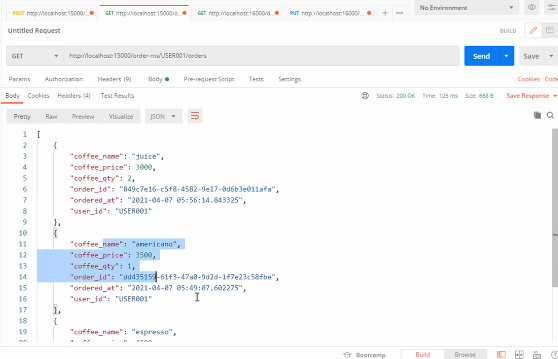 POST http://localhost:15000/... GET http://localhost:15000/o... GET http://localhost:16000/d... PUT http://localhost:16000/... + ... No Environment
Untitled Request BUILD
GET http://localhost:15000/order-ms/USER001/orders Send Save
Params Authorization Headers (9) Body Pre-request Script Tests Settings Cookies Code
Body Cookies Headers (4) Test Results Status: 200 OK Time: 125 ms Size: 668 B Save Response
Pretty Raw Preview Visualize JSON
1 [
2 {
3 "coffee_name": "juice",
4 "coffee_price": 3000,
5 "coffee_qty": 2,
6 "order_id": "849c7e16-c5f8-4582-9e17-0d6b3e011afa",
7 "ordered_at": "2021-04-07 05:56:14.843325",
8 "user_id": "USER001"
9 },
10 {
11 "coffee_name": "americano",
12 "coffee_price": 3500,
13 "coffee_qty": 1,
14 "order_id": "dd435159-61f3-47a0-9d2d-1f7e23c58fbe",
15 "ordered_at": "2021-04-07 05:49:07.602275",
16 "user_id": "USER001"
17 },
18 {
19 "coffee_name": "espresso",
Bootcamp Build Browse